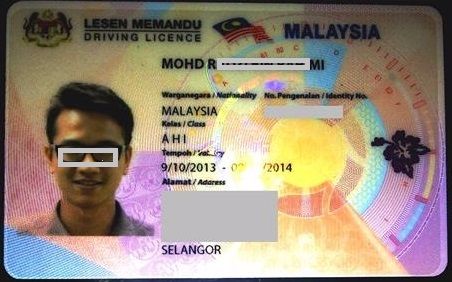 LESEN MEMANDU
DRIVING LICENCE
MALAYSIA
MOHD R MI
Warganegara / Nationality No. Pengenalan / Identity No.
MALAYSIA
Kelas / Class
A H I
Tempoh /
9/10/2013 - /2014
Alamat / Address
SELANGOR